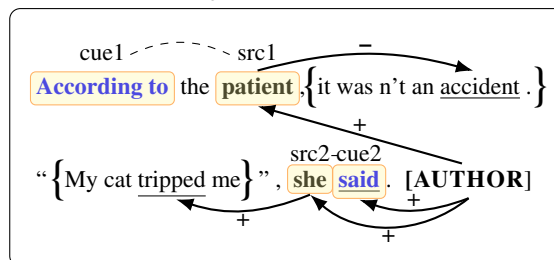 cue1 src1
−
According to the patient ,{it was n't an accident .}
+
src2-cue2
“{My cat tripped me}” , she said . [AUTHOR]
+ +
+